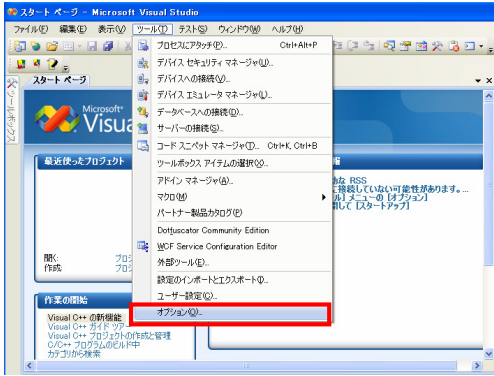 スタート ページ - Microsoft Visual Studio
ファイル(F) 編集(E) 表示(V) ツール(T) テスト(S) ウィンドウ(W) ヘルプ(H)
プロセスにアタッチ(P)... Ctrl+Alt+P
スタート ページ
デバイス セキュリティ マネージャ(U)...
デバイスへの接続(V)...
デバイス エミュレータ マネージャ(L)...
ツールボックス
Microsoft
データベースへの接続(D)...
サーバーの接続(S)...
コード スニペット マネージャ(T)... Ctrl+K, Ctrl+B
最近使ったプロジェクト
ツールボックス アイテムの選択(X)...
アドイン マネージャ(A)...
RSS
に接続していない可能性があります。...
マクロ(M)
メニューの [オプション]
パートナー製品カタログ(P)
して [スタートアップ]
Dotfuscator Community Edition
WCF Service Configuration Editor
開く:
外部ツール(E)...
作成:
設定のインポートとエクスポート(I)...
ユーザー設定(C)...
作業の開始
オプション(O)...
Visual C++ の新機能
Visual C++ ガイド ツアー
Visual C++ プロジェクトの作成と管理
C/C++ プログラムのビルド中
カテゴリから検索